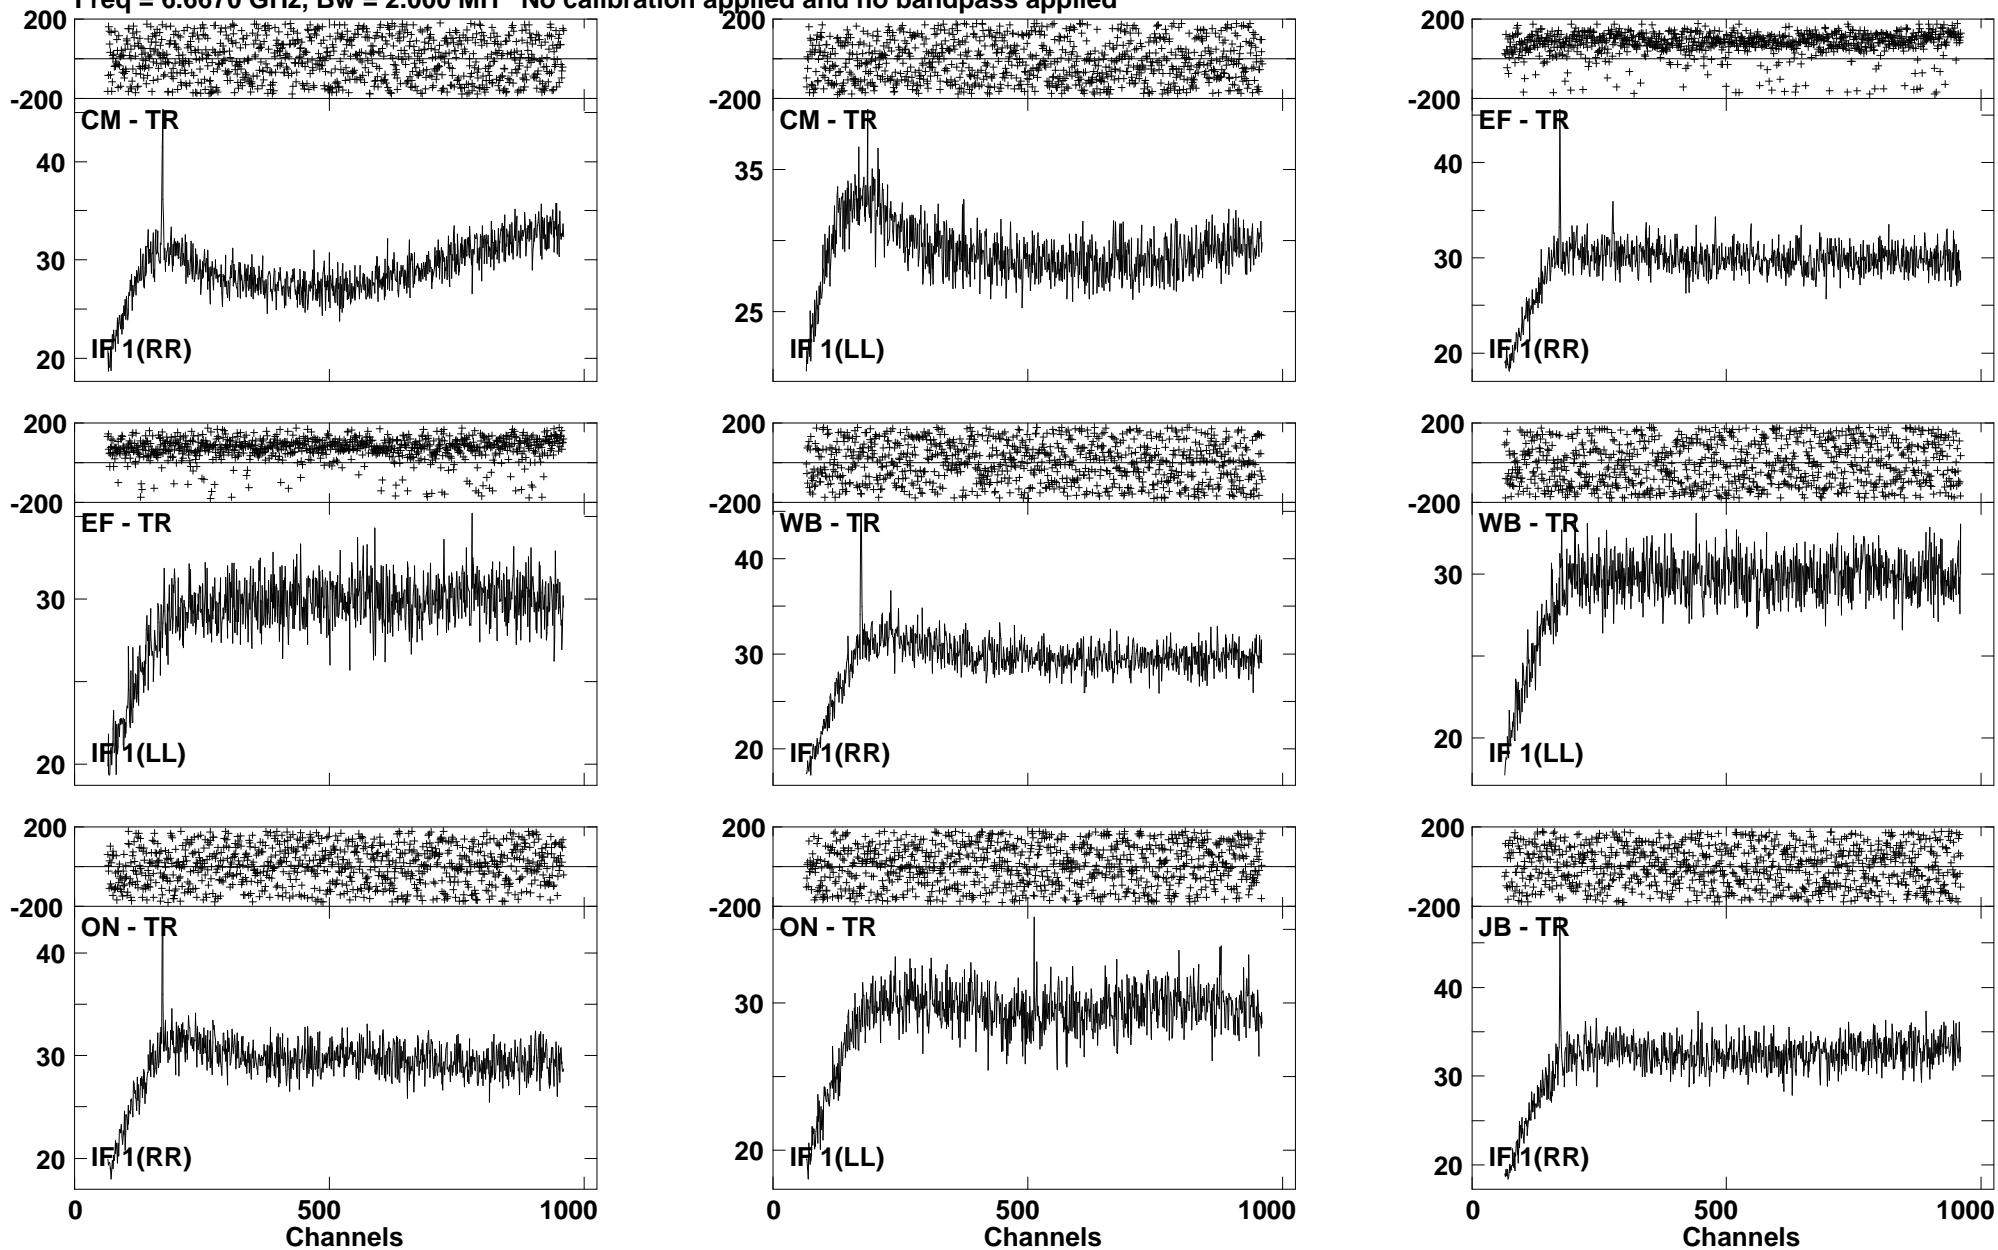 Freq = 6.6670 GHz, Bw = 2.000 MH No calibration applied and no bandpass applied
200 200 200
-200 -200 -200
CM - TR CM - TR EF - TR
40 35 40
30 30
25
20 20
IF 1(RR) IF 1(LL) IF 1(RR)
200 200 200
-200 -200 -200
EF - TR WB - TR WB - TR
40
30 30 30
20 20 20
IF 1(LL) IF 1(RR) IF 1(LL)
200 200 200
-200 -200 -200
ON - TR ON - TR JB - TR
40 40
30 30 30
20 20 20
IF 1(RR) IF 1(LL) IF 1(RR)
0 500 1000 0 500 1000 0 500 1000
Channels Channels Channels